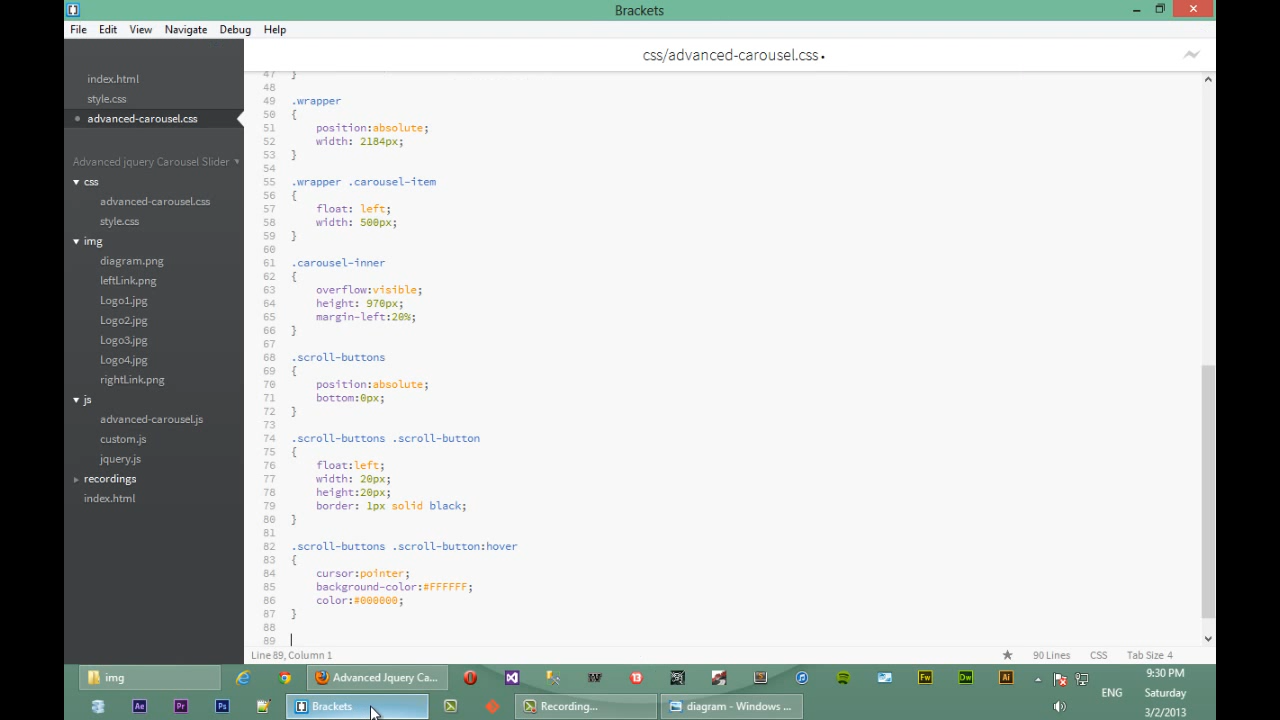 Brackets
File Edit View Navigate Debug Help
css/advanced-carousel.css •
index.html
style.css
advanced-carousel.css
Advanced jquery Carousel Slider
css
advanced-carousel.css
style.css
img
diagram.png
leftLink.png
Logo1.jpg
Logo2.jpg
Logo3.jpg
Logo4.jpg
rightLink.png
js
advanced-carousel.js
custom.js
jquery.js
recordings
index.html
47 }
48
49 .wrapper
50 {
51 position:absolute;
52 width: 2184px;
53 }
54
55 .wrapper .carousel-item
56 {
57 float: left;
58 width: 500px;
59 }
60
61 .carousel-inner
62 {
63 overflow:visible;
64 height: 970px;
65 margin-left:20%;
66 }
67
68 .scroll-buttons
69 {
70 position:absolute;
71 bottom:0px;
72 }
73
74 .scroll-buttons .scroll-button
75 {
76 float:left;
77 width: 20px;
78 height:20px;
79 border: 1px solid black;
80 }
81
82 .scroll-buttons .scroll-button:hover
83 {
84 cursor:pointer;
85 background-color:#FFFFFF;
86 color:#000000;
87 }
88
89
Line 89, Column 1 90 Lines CSS Tab Size 4
img Advanced Jquery Ca... Fw Dw Ai
Ae Pr Ps Brackets Recording... diagram - Windows ...
ENG
9:30 PM
Saturday
3/2/2013